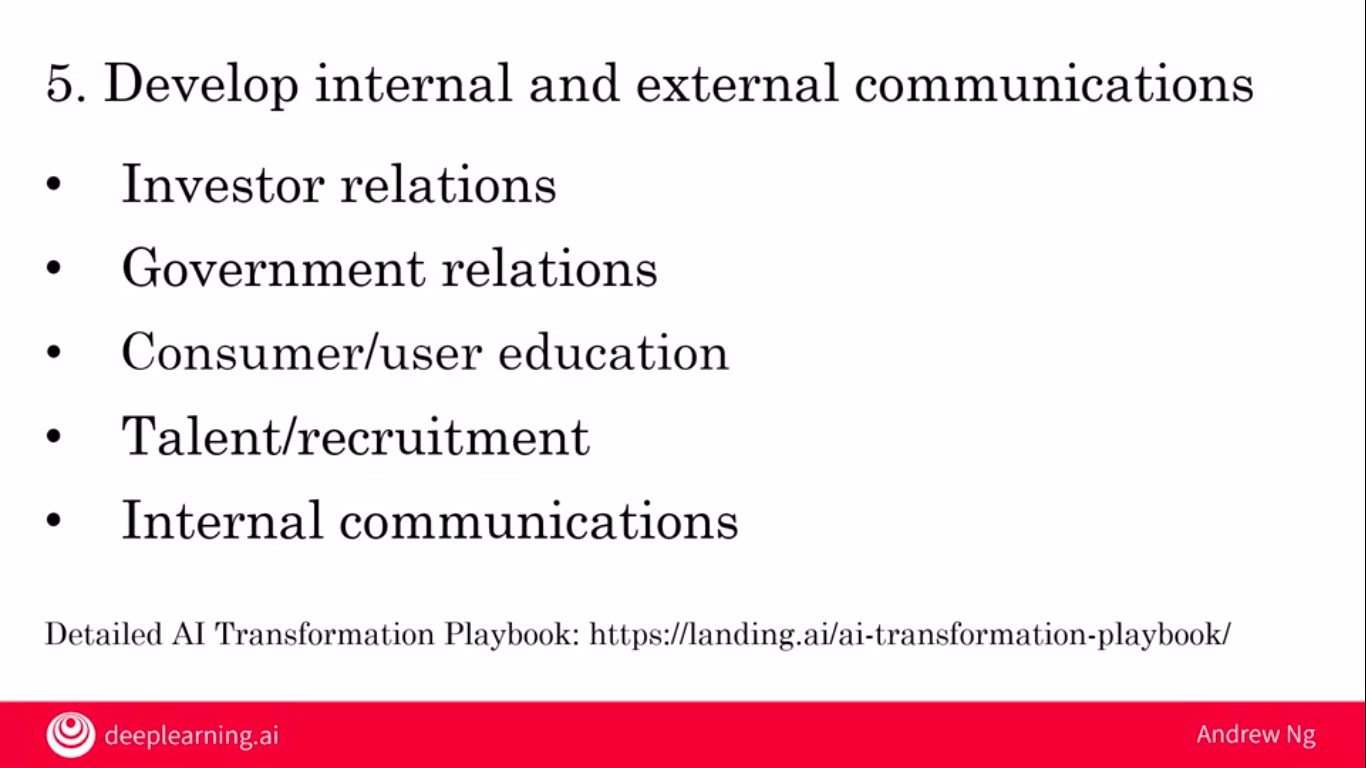 5. Develop internal and external communications
• Investor relations
• Government relations
• Consumer/user education
• Talent/recruitment
• Internal communications
Detailed AI Transformation Playbook: https://landing.ai/ai-transformation-playbook/
deeplearning.ai
Andrew Ng